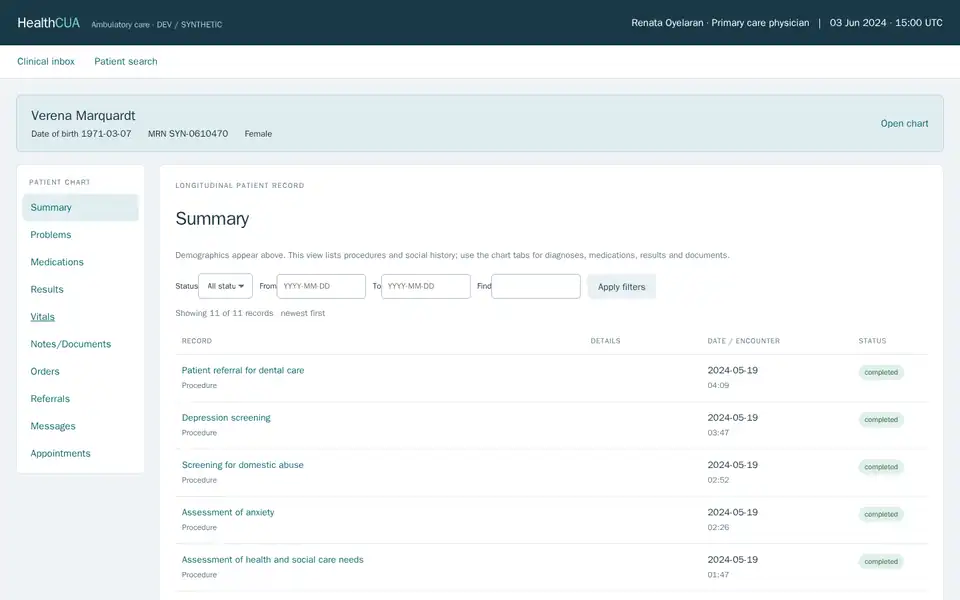 HealthCUA Ambulatory care · DEV / SYNTHETIC Renata Oyelaran · Primary care physician | 03 Jun 2024 · 15:00 UTC
Clinical inbox Patient search
Verena Marquardt
Date of birth 1971-03-07 MRN SYN-0610470 Female
Open chart
PATIENT CHART
Summary
Problems
Medications
Results
Vitals
Notes/Documents
Orders
Referrals
Messages
Appointments
LONGITUDINAL PATIENT RECORD
Summary
Demographics appear above. This view lists procedures and social history; use the chart tabs for diagnoses, medications, results and documents.
Status All statu From YYYY-MM-DD To YYYY-MM-DD Find Apply filters
Showing 11 of 11 records newest first
RECORD DETAILS DATE / ENCOUNTER STATUS
Patient referral for dental care 2024-05-19 completed
Procedure 04:09
Depression screening 2024-05-19 completed
Procedure 03:47
Screening for domestic abuse 2024-05-19 completed
Procedure 02:52
Assessment of anxiety 2024-05-19 completed
Procedure 02:26
Assessment of health and social care needs 2024-05-19 completed
Procedure 01:47